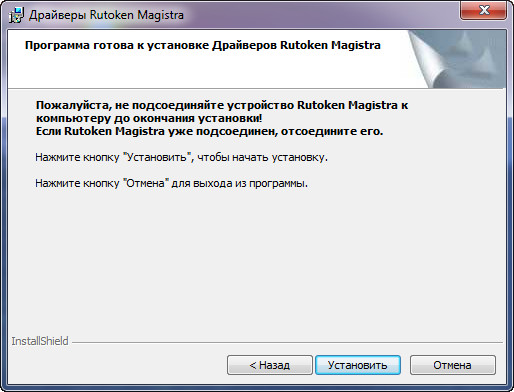 Драйверы Rutoken Magistra
Программа готова к установке Драйверов Rutoken Magistra
Пожалуйста, не подсоединяйте устройство Rutoken Magistra к
компьютеру до окончания установки!
Если Rutoken Magistra уже подсоединен, отсоедините его.
Нажмите кнопку "Установить", чтобы начать установку.
Нажмите кнопку "Отмена" для выхода из программы.
InstallShield
< Назад Установить Отмена